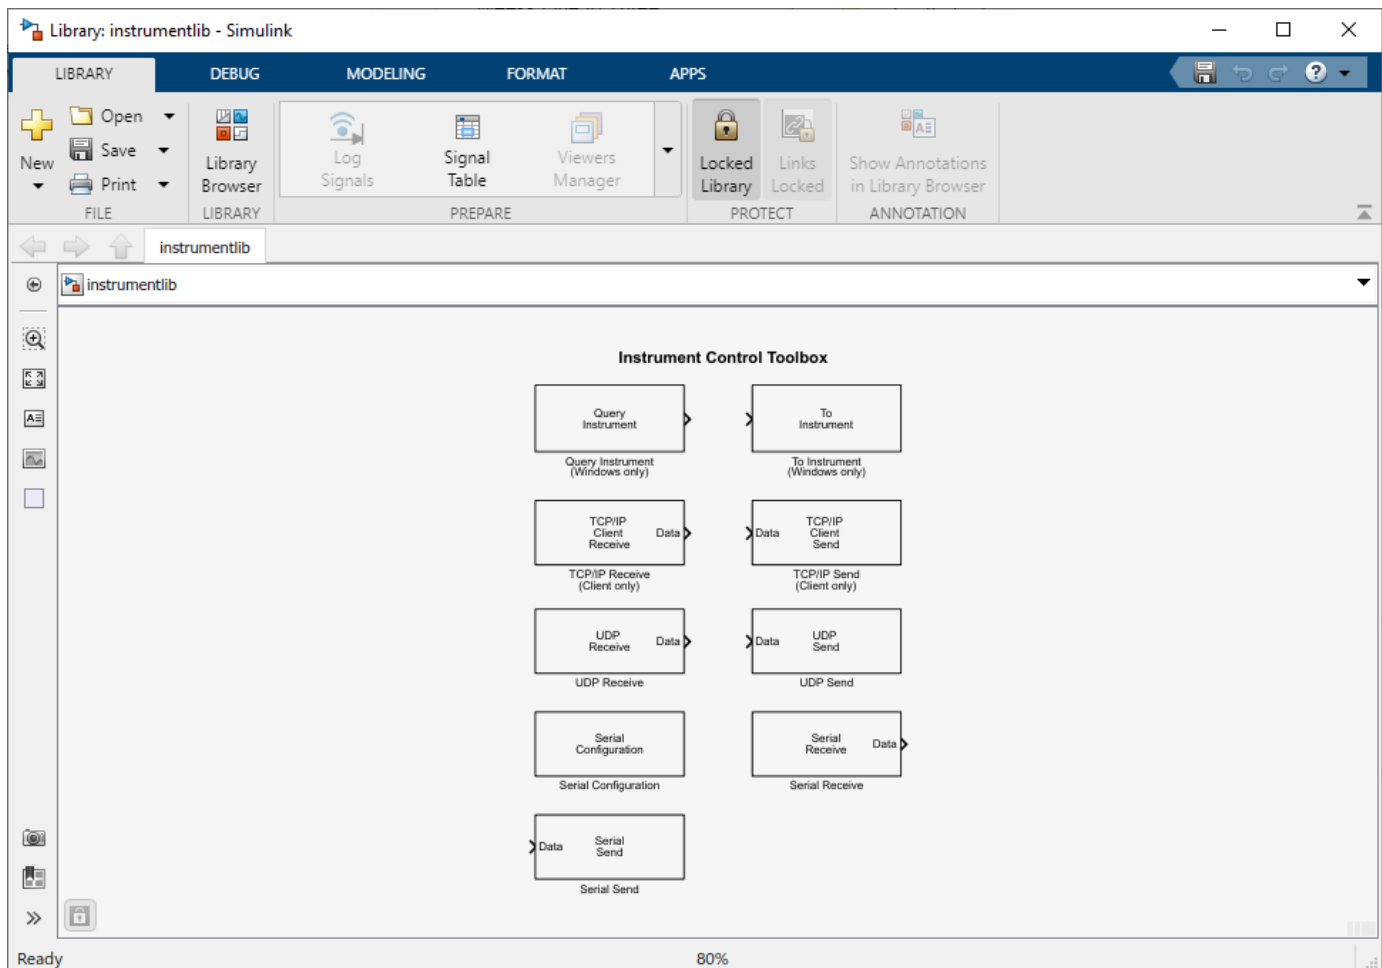 Library: instrumentlib - Simulink
LIBRARY DEBUG MODELING FORMAT APPS
New
Open
Save
Print
FILE
Library
Browser
LIBRARY
Log
Signals
Signal
Table
Viewers
Manager
PREPARE
Locked
Library
Links
Locked
PROTECT
Show Annotations
in Library Browser
ANNOTATION
instrumentlib
instrumentlib
Instrument Control Toolbox
Query
Instrument
Query Instrument
(Windows only)
To
Instrument
To Instrument
(Windows only)
TCP/IP
Client
Receive
Data
TCP/IP Receive
(Client only)
Data
TCP/IP
Client
Send
TCP/IP Send
(Client only)
UDP
Receive
Data
UDP Receive
Data
UDP
Send
UDP Send
Serial
Configuration
Serial Configuration
Serial
Receive
Data
Serial Receive
Data
Serial
Send
Serial Send
Ready
80%